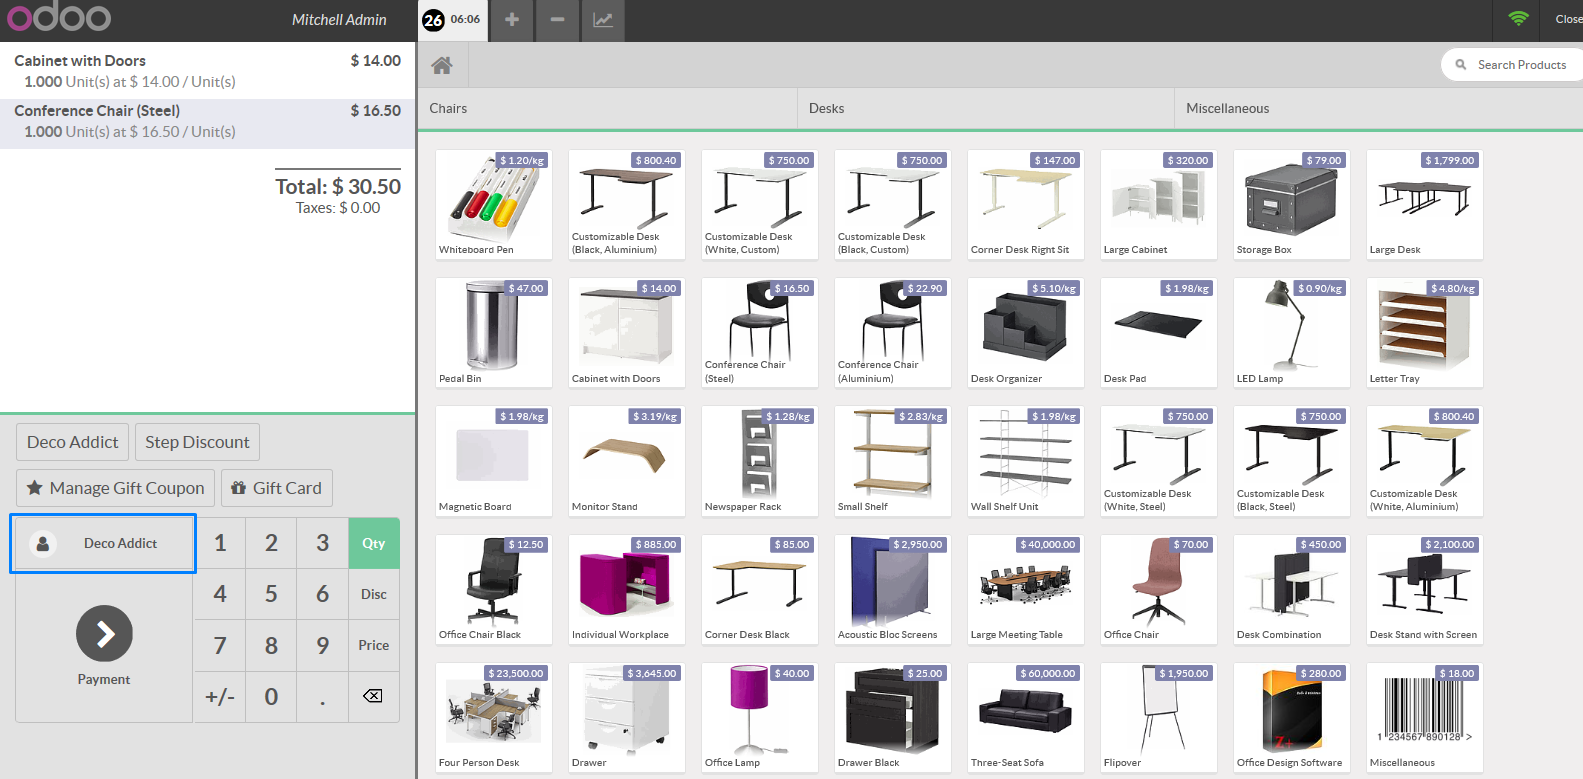 odoo
Mitchell Admin
26 06:06
Close
Cabinet with Doors $ 14.00
1.000 Unit(s) at $ 14.00 / Unit(s)
Conference Chair (Steel) $ 16.50
1.000 Unit(s) at $ 16.50 / Unit(s)
Total: $ 30.50
Taxes: $ 0.00
Deco Addict Step Discount
Manage Gift Coupon Gift Card
Deco Addict
1 2 3 Qty
4 5 6 Disc
7 8 9 Price
+/- 0 .
Payment
Search Products
Chairs Desks Miscellaneous
$ 1.20/kg
Whiteboard Pen
$ 800.40
Customizable Desk
(Black, Aluminium)
$ 750.00
Customizable Desk
(White, Custom)
$ 750.00
Customizable Desk
(Black, Custom)
$ 147.00
Corner Desk Right Sit
$ 320.00
Large Cabinet
$ 79.00
Storage Box
$ 1,799.00
Large Desk
$ 47.00
Pedal Bin
$ 14.00
Cabinet with Doors
$ 16.50
Conference Chair
(Steel)
$ 22.90
Conference Chair
(Aluminium)
$ 5.10/kg
Desk Organizer
$ 1.98/kg
Desk Pad
$ 0.90/kg
LED Lamp
$ 4.80/kg
Letter Tray
$ 1.98/kg
Magnetic Board
$ 3.19/kg
Monitor Stand
$ 1.28/kg
Newspaper Rack
$ 2.83/kg
Small Shelf
$ 1.98/kg
Wall Shelf Unit
$ 750.00
Customizable Desk
(White, Steel)
$ 750.00
Customizable Desk
(Black, Steel)
$ 800.40
Customizable Desk
(White, Aluminium)
$ 12.50
Office Chair Black
$ 885.00
Individual Workplace
$ 85.00
Corner Desk Black
$ 2,950.00
Acoustic Bloc Screens
$ 40,000.00
Large Meeting Table
$ 70.00
Office Chair
$ 450.00
Desk Combination
$ 2,100.00
Desk Stand with Screen
$ 23,500.00
Four Person Desk
$ 3,645.00
Drawer
$ 40.00
Office Lamp
$ 25.00
Drawer Black
$ 60,000.00
Three-Seat Sofa
$ 1,950.00
Flipover
$ 280.00
Z+
Office Design Software
$ 18.00
1 234567 890128 >
Miscellaneous